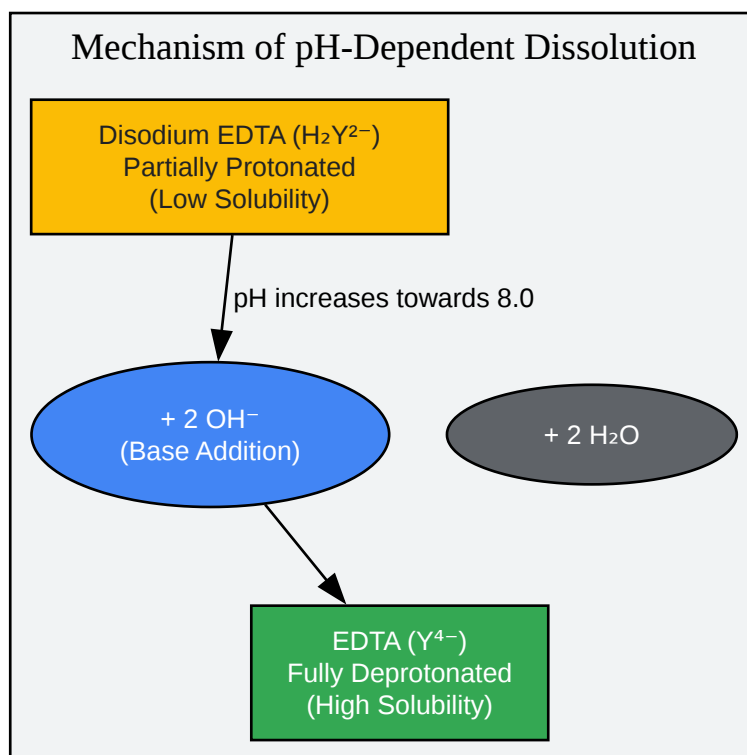 Mechanism of pH-Dependent Dissolution
Disodium EDTA (H₂Y²⁻)
Partially Protonated
(Low Solubility)
pH increases towards 8.0
+ 2 OH⁻
(Base Addition)
+ 2 H₂O
EDTA (Y⁴⁻)
Fully Deprotonated
(High Solubility)